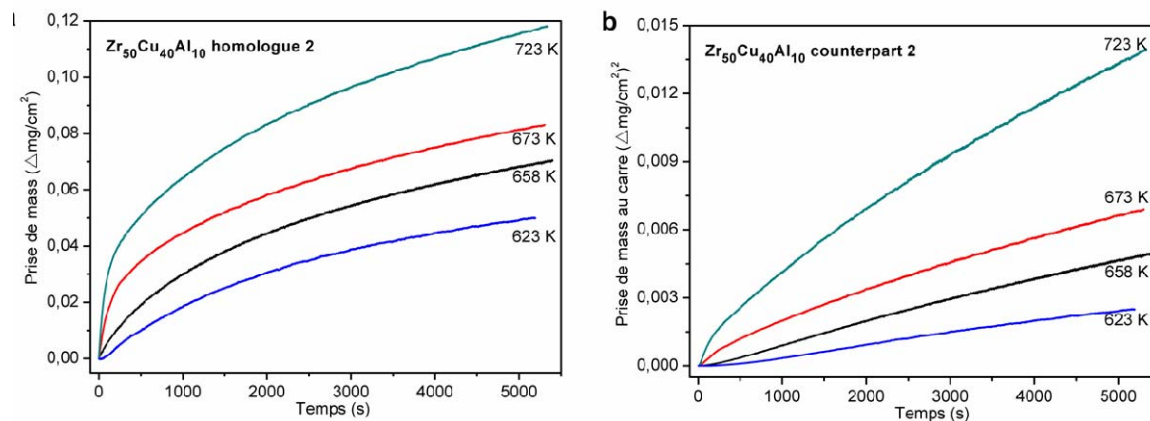 b
0,12
0,10
0,08
0,06
0,04
0,02
0,00
Prise de mass (△mg/cm²)
Zr₅₀Cu₄₀Al₁₀ homologue 2
723 K
673 K
658 K
623 K
0 1000 2000 3000 4000 5000
Temps (s)
0,015
0,012
0,009
0,006
0,003
0,000
Prise de mass au carre (△mg/cm²)²
Zr₅₀Cu₄₀Al₁₀ counterpart 2
723 K
673 K
658 K
623 K
0 1000 2000 3000 4000 5000
Temps (s)